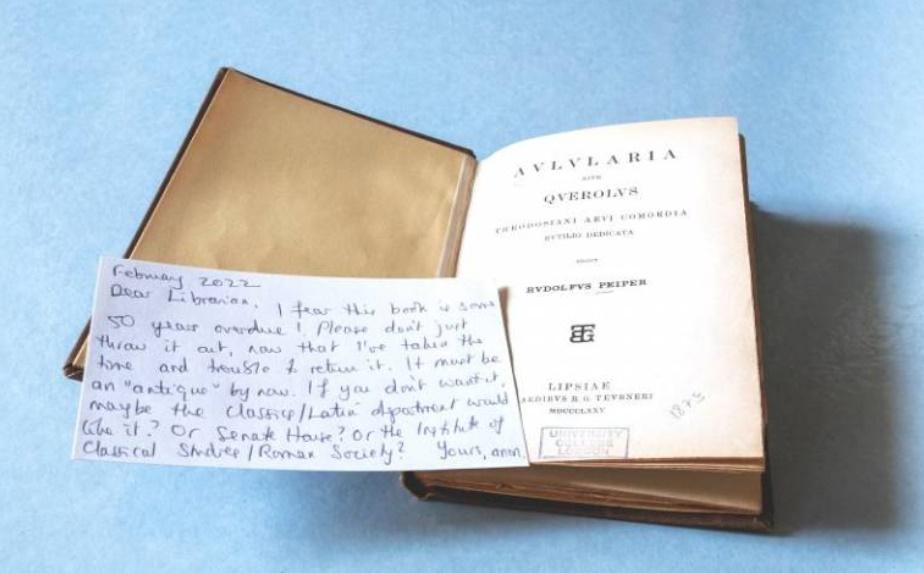 February 2022
Dear Librarian. I fear this book is some
50 years overdue! Please don't just
throw it out, now that I've taken the
time and trouble to return it. It must be
an "antique" by now. If you don't want it,
maybe the Classics/Latin department would
like it? Or Senate House? Or the Institute of
Classical Studies/Roman Society? Yours, anon.
AVLVLARIA
SIVE
QVEROLVS
THEODOSIANI AEVI COMOEDIA
RVTILIO DEDICATA
EDIDIT
RVDOLFVS PEIPER
BGT
LIPSIAE
AEDIBVS B. G. TEVBNERI
MDCCCLXXV
1875
UNIVERSITY
COLLEGE
LONDON